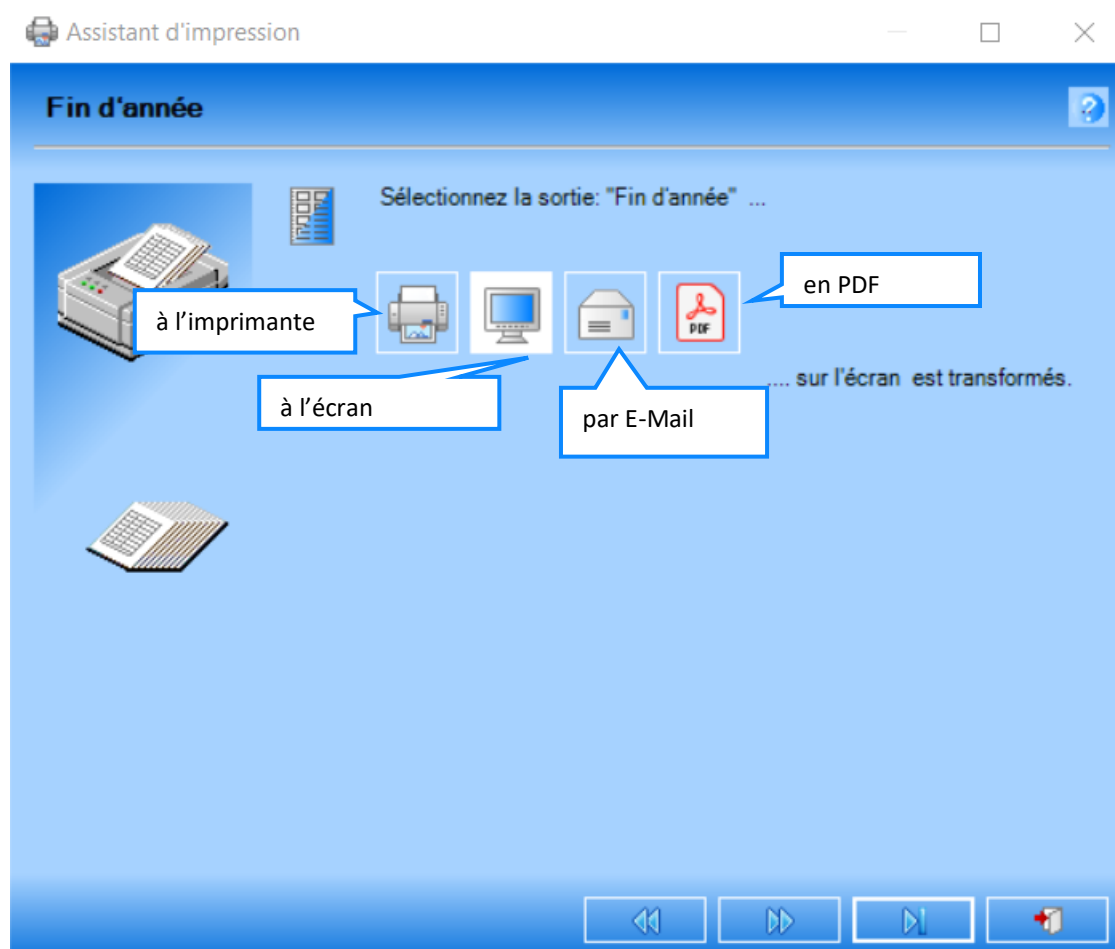 Assistant d'impression
Fin d'année
Sélectionnez la sortie: "Fin d'année" ...
en PDF
à l’imprimante
PDF
.... sur l'écran est transformés.
à l’écran
par E-Mail